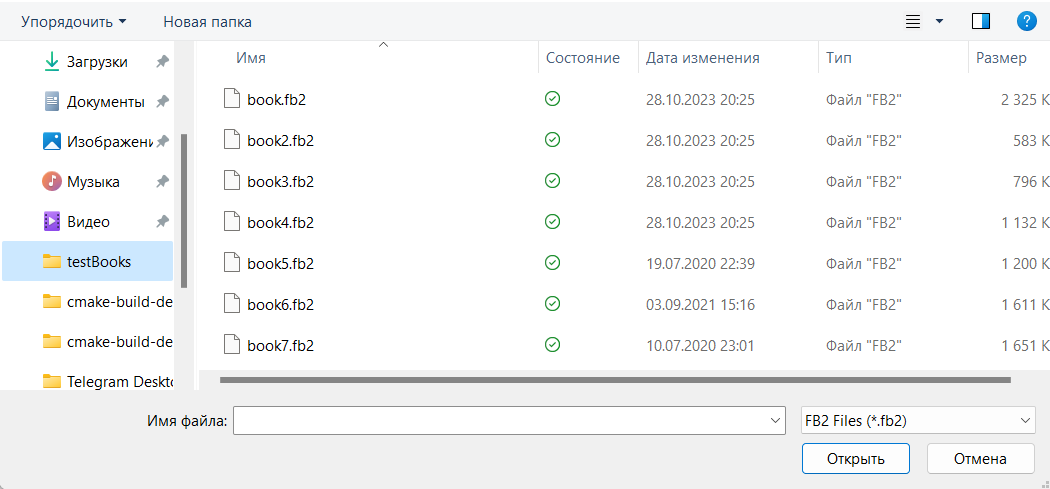 Упорядочить Новая папка
Имя Состояние Дата изменения Тип Размер
Загрузки
Документы
Изображени
Музыка
Видео
testBooks
cmake-build-de
cmake-build-de
Telegram Deskto
book.fb2 28.10.2023 20:25 Файл "FB2" 2 325 К
book2.fb2 28.10.2023 20:25 Файл "FB2" 583 К
book3.fb2 28.10.2023 20:25 Файл "FB2" 796 К
book4.fb2 28.10.2023 20:25 Файл "FB2" 1 132 К
book5.fb2 19.07.2020 22:39 Файл "FB2" 1 200 К
book6.fb2 03.09.2021 15:16 Файл "FB2" 1 611 К
book7.fb2 10.07.2020 23:01 Файл "FB2" 1 651 К
Имя файла: FB2 Files (*.fb2)
Открыть Отмена